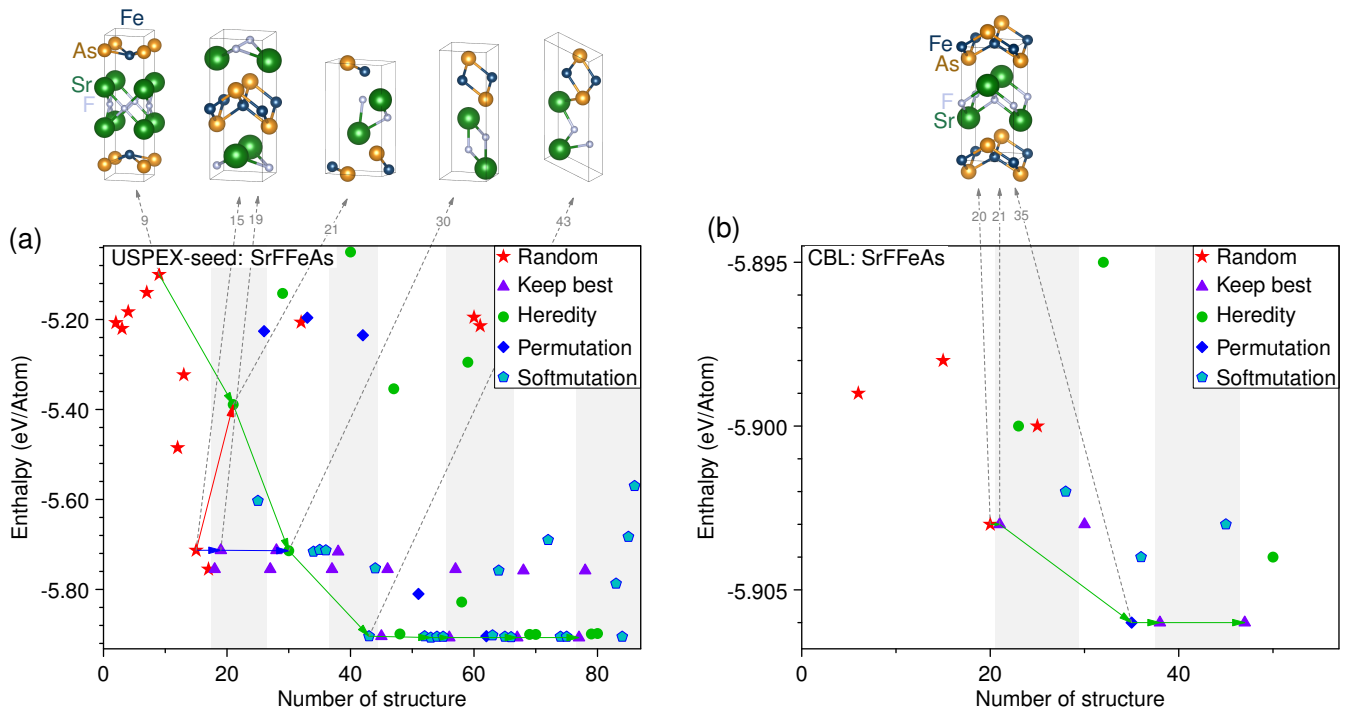 Fe
As
Sr
F
9
15
19
21
30
43
(a)
USPEX-seed: SrFFeAs
Random
Keep best
Heredity
Permutation
Softmutation
Enthalpy (eV/Atom)
-5.20
-5.40
-5.60
-5.80
0
20
40
60
80
Number of structure
Fe
As
F
Sr
20
21
35
(b)
CBL: SrFFeAs
Random
Keep best
Heredity
Permutation
Softmutation
Enthalpy (eV/Atom)
-5.895
-5.900
-5.905
0
20
40
Number of structure